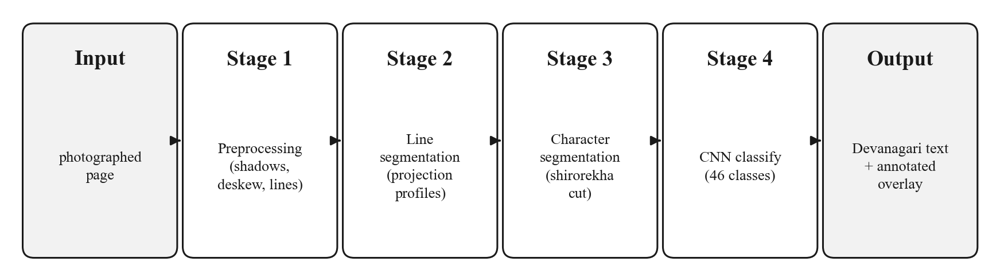 Input
photographed
page
Stage 1
Preprocessing
(shadows,
deskew, lines)
Stage 2
Line
segmentation
(projection
profiles)
Stage 3
Character
segmentation
(shirorekha
cut)
Stage 4
CNN classify
(46 classes)
Output
Devanagari text
+ annotated
overlay